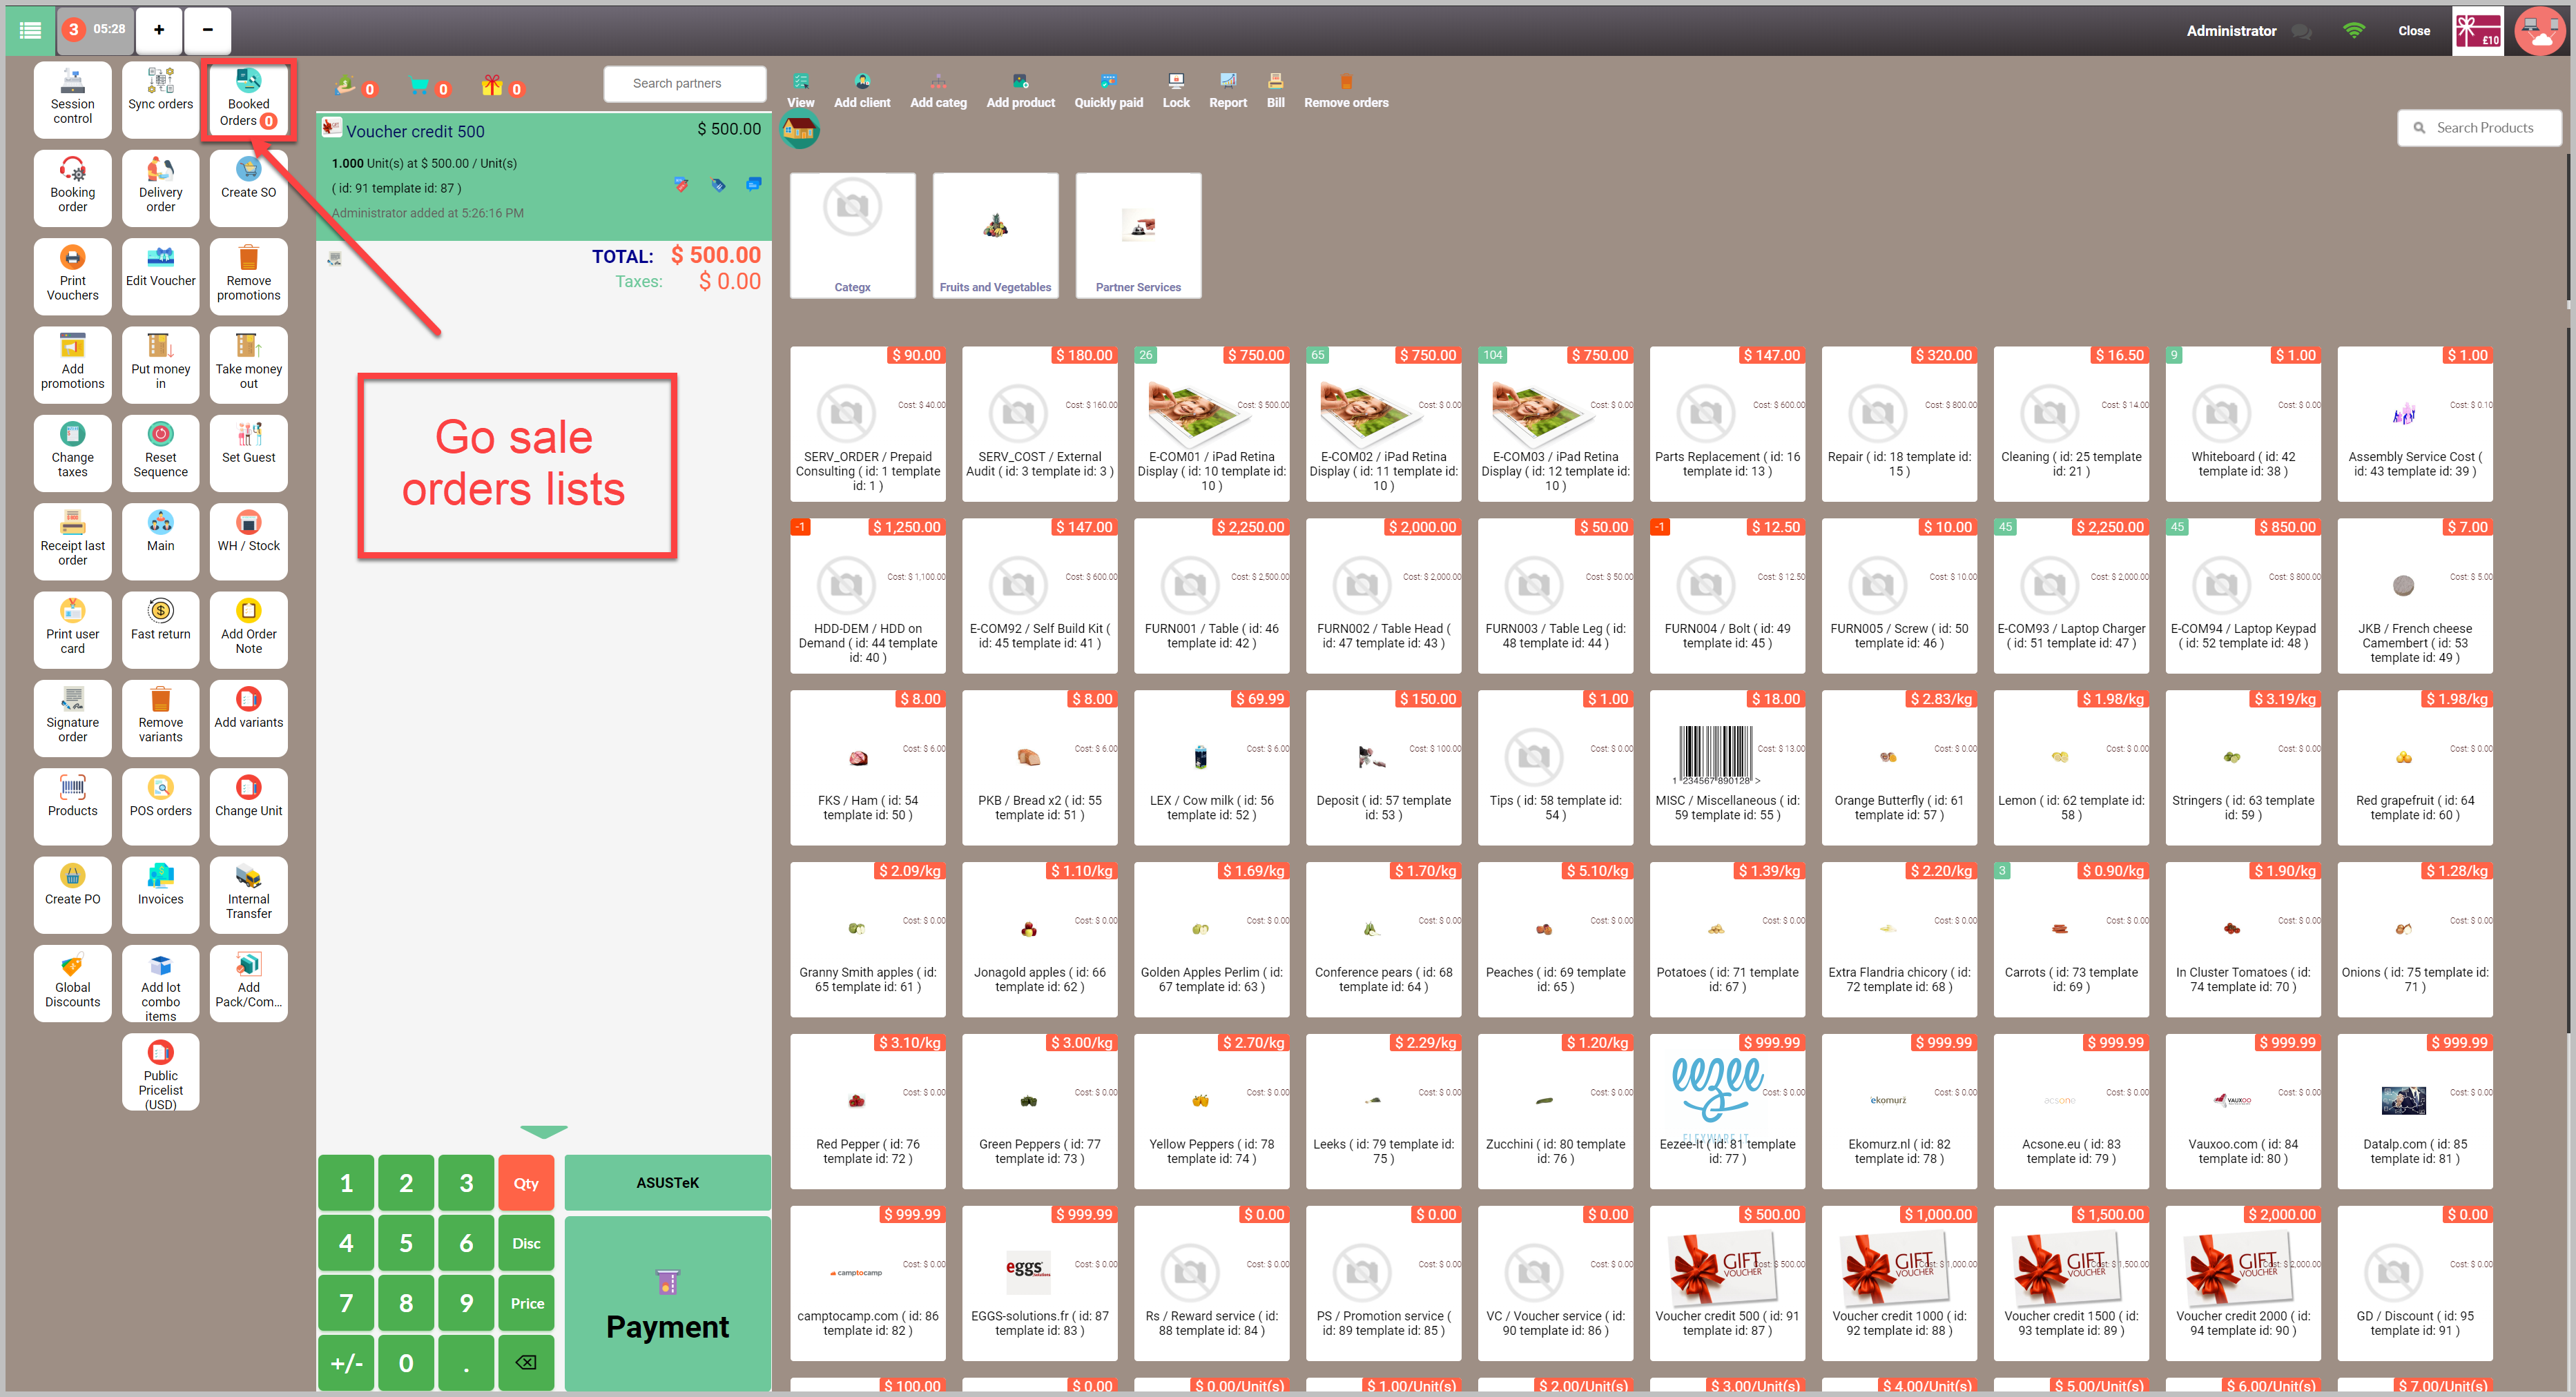 3 05:28 + −
Administrator Close £10
Session control
Sync orders
Booked Orders 0
Booking order
Delivery order
Create SO
Print Vouchers
Edit Voucher
Remove promotions
Add promotions
Put money in
Take money out
Change taxes
Reset Sequence
Set Guest
Receipt last order
Main
WH / Stock
Print user card
Fast return
Add Order Note
Signature order
Remove variants
Add variants
Products
POS orders
Change Unit
Create PO
Invoices
Internal Transfer
Global Discounts
Add lot combo items
Add Pack/Com...
Public Pricelist (USD)
0 0 0 Search partners
Voucher credit 500 $ 500.00
1.000 Unit(s) at $ 500.00 / Unit(s)
( id: 91 template id: 87 )
Administrator added at 5:26:16 PM
TOTAL: $ 500.00
Taxes: $ 0.00
Go sale
orders lists
1 2 3 Qty ASUSTeK
4 5 6 Disc
7 8 9 Price
Payment
+/- 0 .
View Add client Add categ Add product Quickly paid Lock Report Bill Remove orders
Search Products
Categx
Fruits and Vegetables
Partner Services
$ 90.00 Cost: $ 40.00 SERV_ORDER / Prepaid Consulting ( id: 1 template id: 1 )
$ 180.00 Cost: $ 160.00 SERV_COST / External Audit ( id: 3 template id: 3 )
26 $ 750.00 Cost: $ 500.00 E-COM01 / iPad Retina Display ( id: 10 template id: 10 )
65 $ 750.00 Cost: $ 0.00 E-COM02 / iPad Retina Display ( id: 11 template id: 10 )
104 $ 750.00 Cost: $ 0.00 E-COM03 / iPad Retina Display ( id: 12 template id: 10 )
$ 147.00 Cost: $ 600.00 Parts Replacement ( id: 16 template id: 13 )
$ 320.00 Cost: $ 800.00 Repair ( id: 18 template id: 15 )
$ 16.50 Cost: $ 14.00 Cleaning ( id: 25 template id: 21 )
9 $ 1.00 Cost: $ 0.00 Whiteboard ( id: 42 template id: 38 )
$ 1.00 Cost: $ 0.10 Assembly Service Cost ( id: 43 template id: 39 )
-1 $ 1,250.00 Cost: $ 1,100.00 HDD-DEM / HDD on Demand ( id: 44 template id: 40 )
$ 147.00 Cost: $ 600.00 E-COM92 / Self Build Kit ( id: 45 template id: 41 )
$ 2,250.00 Cost: $ 2,500.00 FURN001 / Table ( id: 46 template id: 42 )
$ 2,000.00 Cost: $ 2,000.00 FURN002 / Table Head ( id: 47 template id: 43 )
$ 50.00 Cost: $ 50.00 FURN003 / Table Leg ( id: 48 template id: 44 )
-1 $ 12.50 Cost: $ 12.50 FURN004 / Bolt ( id: 49 template id: 45 )
$ 10.00 Cost: $ 10.00 FURN005 / Screw ( id: 50 template id: 46 )
45 $ 2,250.00 Cost: $ 2,000.00 E-COM93 / Laptop Charger ( id: 51 template id: 47 )
45 $ 850.00 Cost: $ 800.00 E-COM94 / Laptop Keypad ( id: 52 template id: 48 )
$ 7.00 Cost: $ 5.00 JKB / French cheese Camembert ( id: 53 template id: 49 )
$ 8.00 Cost: $ 6.00 FKS / Ham ( id: 54 template id: 50 )
$ 8.00 Cost: $ 6.00 PKB / Bread x2 ( id: 55 template id: 51 )
$ 69.99 Cost: $ 6.00 LEX / Cow milk ( id: 56 template id: 52 )
$ 150.00 Cost: $ 100.00 Deposit ( id: 57 template id: 53 )
$ 1.00 Cost: $ 0.00 Tips ( id: 58 template id: 54 )
$ 18.00 Cost: $ 13.00 1 234567 890128 > MISC / Miscellaneous ( id: 59 template id: 55 )
$ 2.83/kg Cost: $ 0.00 Orange Butterfly ( id: 61 template id: 57 )
$ 1.98/kg Cost: $ 0.00 Lemon ( id: 62 template id: 58 )
$ 3.19/kg Cost: $ 0.00 Stringers ( id: 63 template id: 59 )
$ 1.98/kg Cost: $ 0.00 Red grapefruit ( id: 64 template id: 60 )
$ 2.09/kg Cost: $ 0.00 Granny Smith apples ( id: 65 template id: 61 )
$ 1.10/kg Cost: $ 0.00 Jonagold apples ( id: 66 template id: 62 )
$ 1.69/kg Cost: $ 0.00 Golden Apples Perlim ( id: 67 template id: 63 )
$ 1.70/kg Cost: $ 0.00 Conference pears ( id: 68 template id: 64 )
$ 5.10/kg Cost: $ 0.00 Peaches ( id: 69 template id: 65 )
$ 1.39/kg Cost: $ 0.00 Potatoes ( id: 71 template id: 67 )
$ 2.20/kg Cost: $ 0.00 Extra Flandria chicory ( id: 72 template id: 68 )
3 $ 0.90/kg Cost: $ 0.00 Carrots ( id: 73 template id: 69 )
$ 1.90/kg Cost: $ 0.00 In Cluster Tomatoes ( id: 74 template id: 70 )
$ 1.28/kg Cost: $ 0.00 Onions ( id: 75 template id: 71 )
$ 3.10/kg Cost: $ 0.00 Red Pepper ( id: 76 template id: 72 )
$ 3.00/kg Cost: $ 0.00 Green Peppers ( id: 77 template id: 73 )
$ 2.70/kg Cost: $ 0.00 Yellow Peppers ( id: 78 template id: 74 )
$ 2.29/kg Cost: $ 0.00 Leeks ( id: 79 template id: 75 )
$ 1.20/kg Cost: $ 0.00 Zucchini ( id: 80 template id: 76 )
$ 999.99 Cost: $ 0.00 eezee Eezee-It ( id: 81 template id: 77 )
$ 999.99 Cost: $ 0.00 ekomurz Ekomurz.nl ( id: 82 template id: 78 )
$ 999.99 Cost: $ 0.00 acsone Acsone.eu ( id: 83 template id: 79 )
$ 999.99 Cost: $ 0.00 VAUXOO Vauxoo.com ( id: 84 template id: 80 )
$ 999.99 Cost: $ 0.00 Datalp.com ( id: 85 template id: 81 )
$ 999.99 Cost: $ 0.00 camptocamp camptocamp.com ( id: 86 template id: 82 )
$ 999.99 Cost: $ 0.00 eggs solutions EGGS-solutions.fr ( id: 87 template id: 83 )
$ 0.00 Cost: $ 0.00 Rs / Reward service ( id: 88 template id: 84 )
$ 0.00 Cost: $ 0.00 PS / Promotion service ( id: 89 template id: 85 )
$ 0.00 Cost: $ 0.00 VC / Voucher service ( id: 90 template id: 86 )
$ 500.00 GIFT VOUCHER Cost: $ 500.00 Voucher credit 500 ( id: 91 template id: 87 )
$ 1,000.00 GIFT VOUCHER Cost: $ 1,000.00 Voucher credit 1000 ( id: 92 template id: 88 )
$ 1,500.00 GIFT VOUCHER Cost: $ 1,500.00 Voucher credit 1500 ( id: 93 template id: 89 )
$ 2,000.00 GIFT VOUCHER Cost: $ 2,000.00 Voucher credit 2000 ( id: 94 template id: 90 )
$ 0.00 Cost: $ 0.00 GD / Discount ( id: 95 template id: 91 )
$ 100.00 $ 0.00 $ 0.00/Unit(s) $ 1.00/Unit(s) $ 2.00/Unit(s) $ 3.00/Unit(s) $ 4.00/Unit(s) $ 5.00/Unit(s) $ 6.00/Unit(s) $ 7.00/Unit(s)